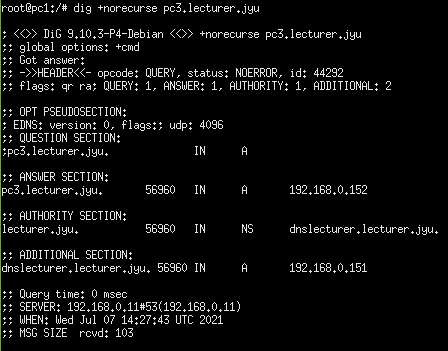 root@pc1:/# dig +norecurse pc3.lecturer.jyu
; <<>> DiG 9.10.3-P4-Debian <<>> +norecurse pc3.lecturer.jyu
;; global options: +cmd
;; Got answer:
;; ->>HEADER<<- opcode: QUERY, status: NOERROR, id: 44292
;; flags: qr ra; QUERY: 1, ANSWER: 1, AUTHORITY: 1, ADDITIONAL: 2
;; OPT PSEUDOSECTION:
; EDNS: version: 0, flags:; udp: 4096
;; QUESTION SECTION:
;pc3.lecturer.jyu. IN A
;; ANSWER SECTION:
pc3.lecturer.jyu. 56960 IN A 192.168.0.152
;; AUTHORITY SECTION:
lecturer.jyu. 56960 IN NS dnslecturer.lecturer.jyu.
;; ADDITIONAL SECTION:
dnslecturer.lecturer.jyu. 56960 IN A 192.168.0.151
;; Query time: 0 msec
;; SERVER: 192.168.0.11#53(192.168.0.11)
;; WHEN: Wed Jul 07 14:27:43 UTC 2021
;; MSG SIZE rcvd: 103